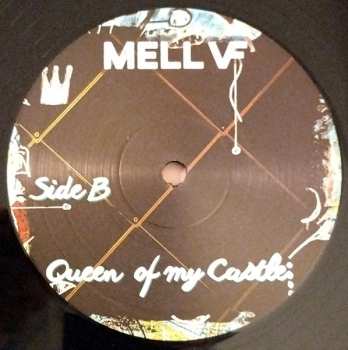 MELL VF
Side B
Queen of my Castle